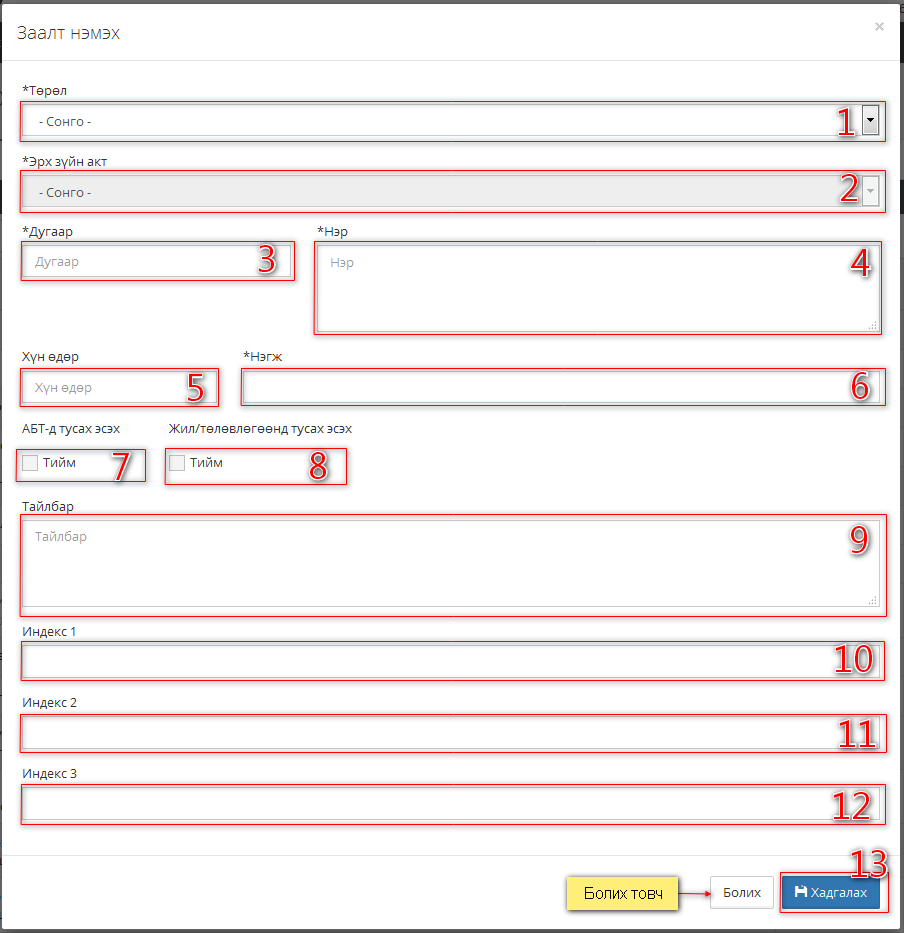 Заалт нэмэх ×
*Төрөл
- Сонго - 1
*Эрх зүйн акт
- Сонго - 2
*Дугаар *Нэр
Дугаар 3 Нэр 4
Хүн өдөр *Нэгж
Хүн өдөр 5 6
АБТ-д тусах эсэх Жил/төлөвлөгөөнд тусах эсэх
Тийм 7 Тийм 8
Тайлбар
Тайлбар 9
Индекс 1
10
Индекс 2
11
Индекс 3
12
13
Болих товч Болих Хадгалах